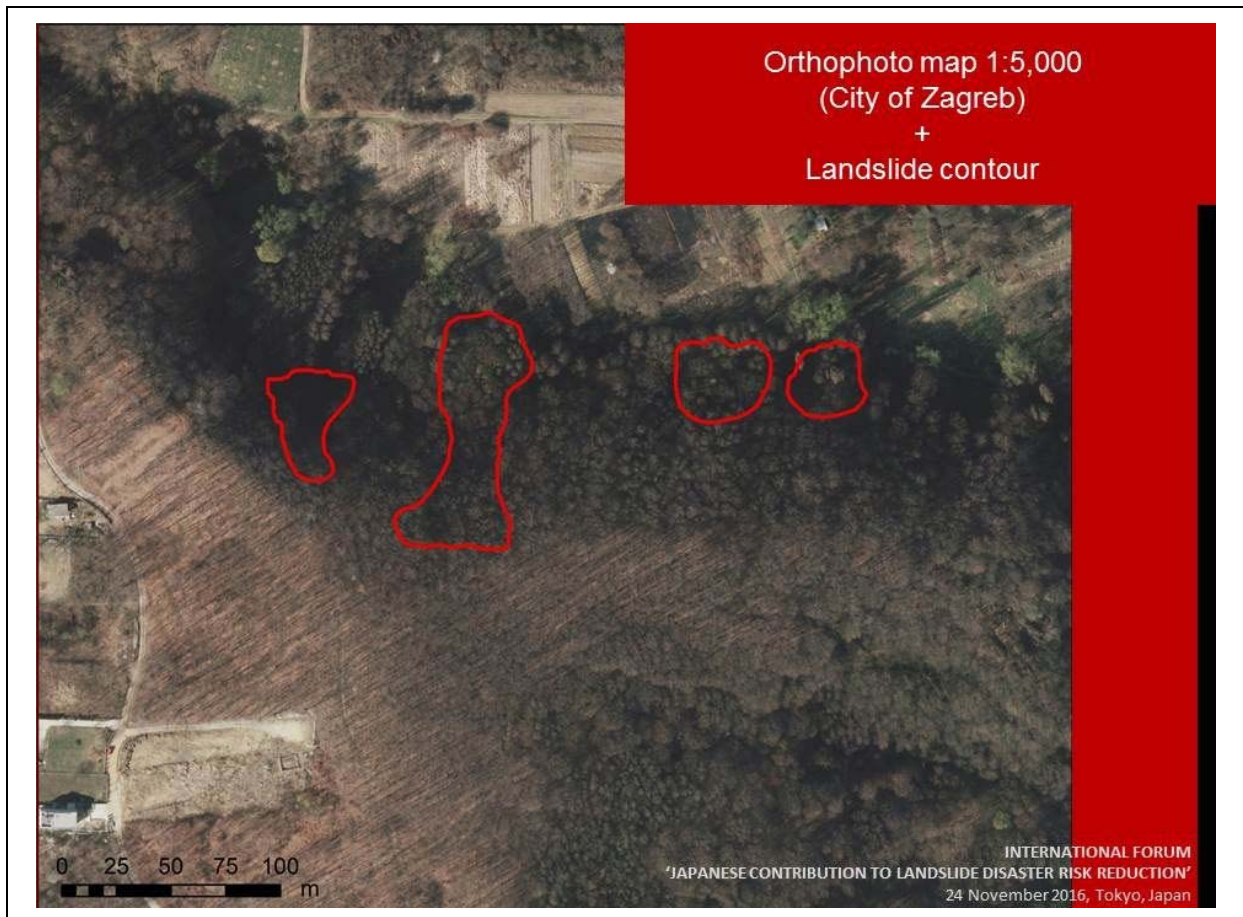 Orthophoto map 1:5,000
(City of Zagreb)
+
Landslide contour
0 25 50 75 100
m
INTERNATIONAL FORUM
'JAPANESE CONTRIBUTION TO LANDSLIDE DISASTER RISK REDUCTION'
24 November 2016, Tokyo, Japan